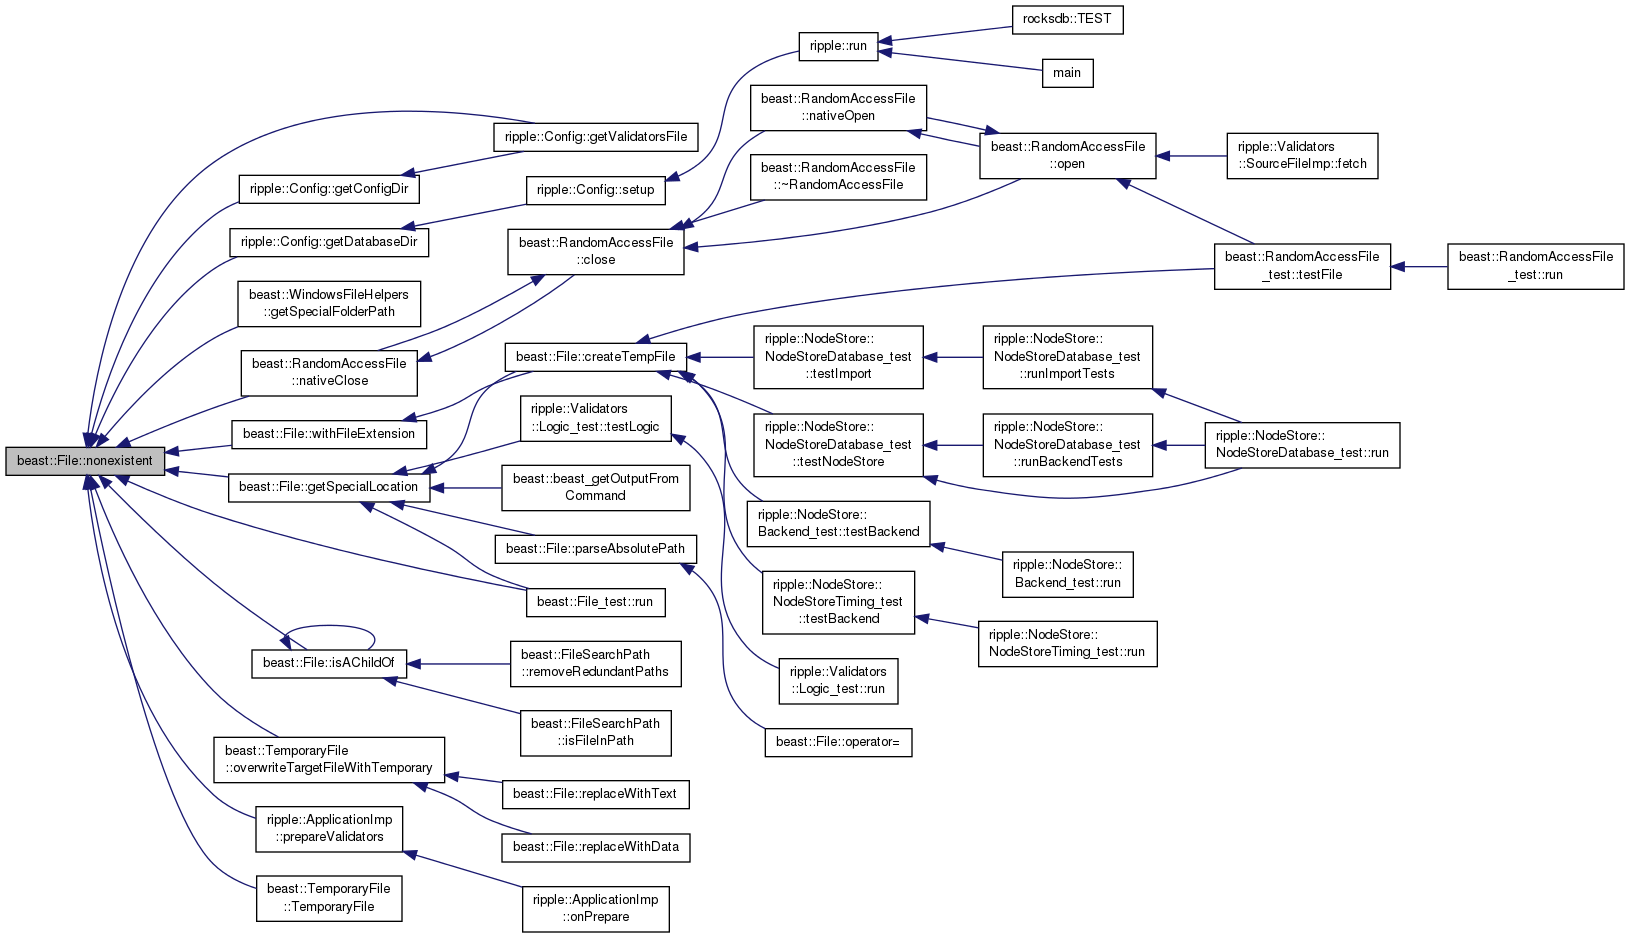 beast::File::nonexistent
ripple::Config::getValidatorsFile
ripple::Config::getConfigDir
ripple::Config::getDatabaseDir
ripple::Config::setup
ripple::run
rocksdb::TEST
main
beast::WindowsFileHelpers
::getSpecialFolderPath
beast::RandomAccessFile
::nativeClose
beast::RandomAccessFile
::close
beast::RandomAccessFile
::nativeOpen
beast::RandomAccessFile
::~RandomAccessFile
beast::RandomAccessFile
::open
ripple::Validators
::SourceFileImp::fetch
beast::RandomAccessFile
_test::testFile
beast::RandomAccessFile
_test::run
beast::File::withFileExtension
beast::File::getSpecialLocation
beast::File::createTempFile
ripple::NodeStore::
NodeStoreDatabase_test
::testImport
ripple::NodeStore::
NodeStoreDatabase_test
::runImportTests
ripple::NodeStore::
NodeStoreDatabase_test
::testNodeStore
ripple::NodeStore::
NodeStoreDatabase_test
::runBackendTests
ripple::NodeStore::
NodeStoreDatabase_test::run
ripple::NodeStore::
Backend_test::testBackend
ripple::NodeStore::
Backend_test::run
ripple::NodeStore::
NodeStoreTiming_test
::testBackend
ripple::NodeStore::
NodeStoreTiming_test::run
ripple::Validators
::Logic_test::testLogic
ripple::Validators
::Logic_test::run
beast::beast_getOutputFrom
Command
beast::File::parseAbsolutePath
beast::File::operator=
beast::File_test::run
beast::File::isAChildOf
beast::FileSearchPath
::removeRedundantPaths
beast::FileSearchPath
::isFileInPath
beast::TemporaryFile
::overwriteTargetFileWithTemporary
beast::File::replaceWithText
beast::File::replaceWithData
ripple::ApplicationImp
::prepareValidators
ripple::ApplicationImp
::onPrepare
beast::TemporaryFile
::TemporaryFile